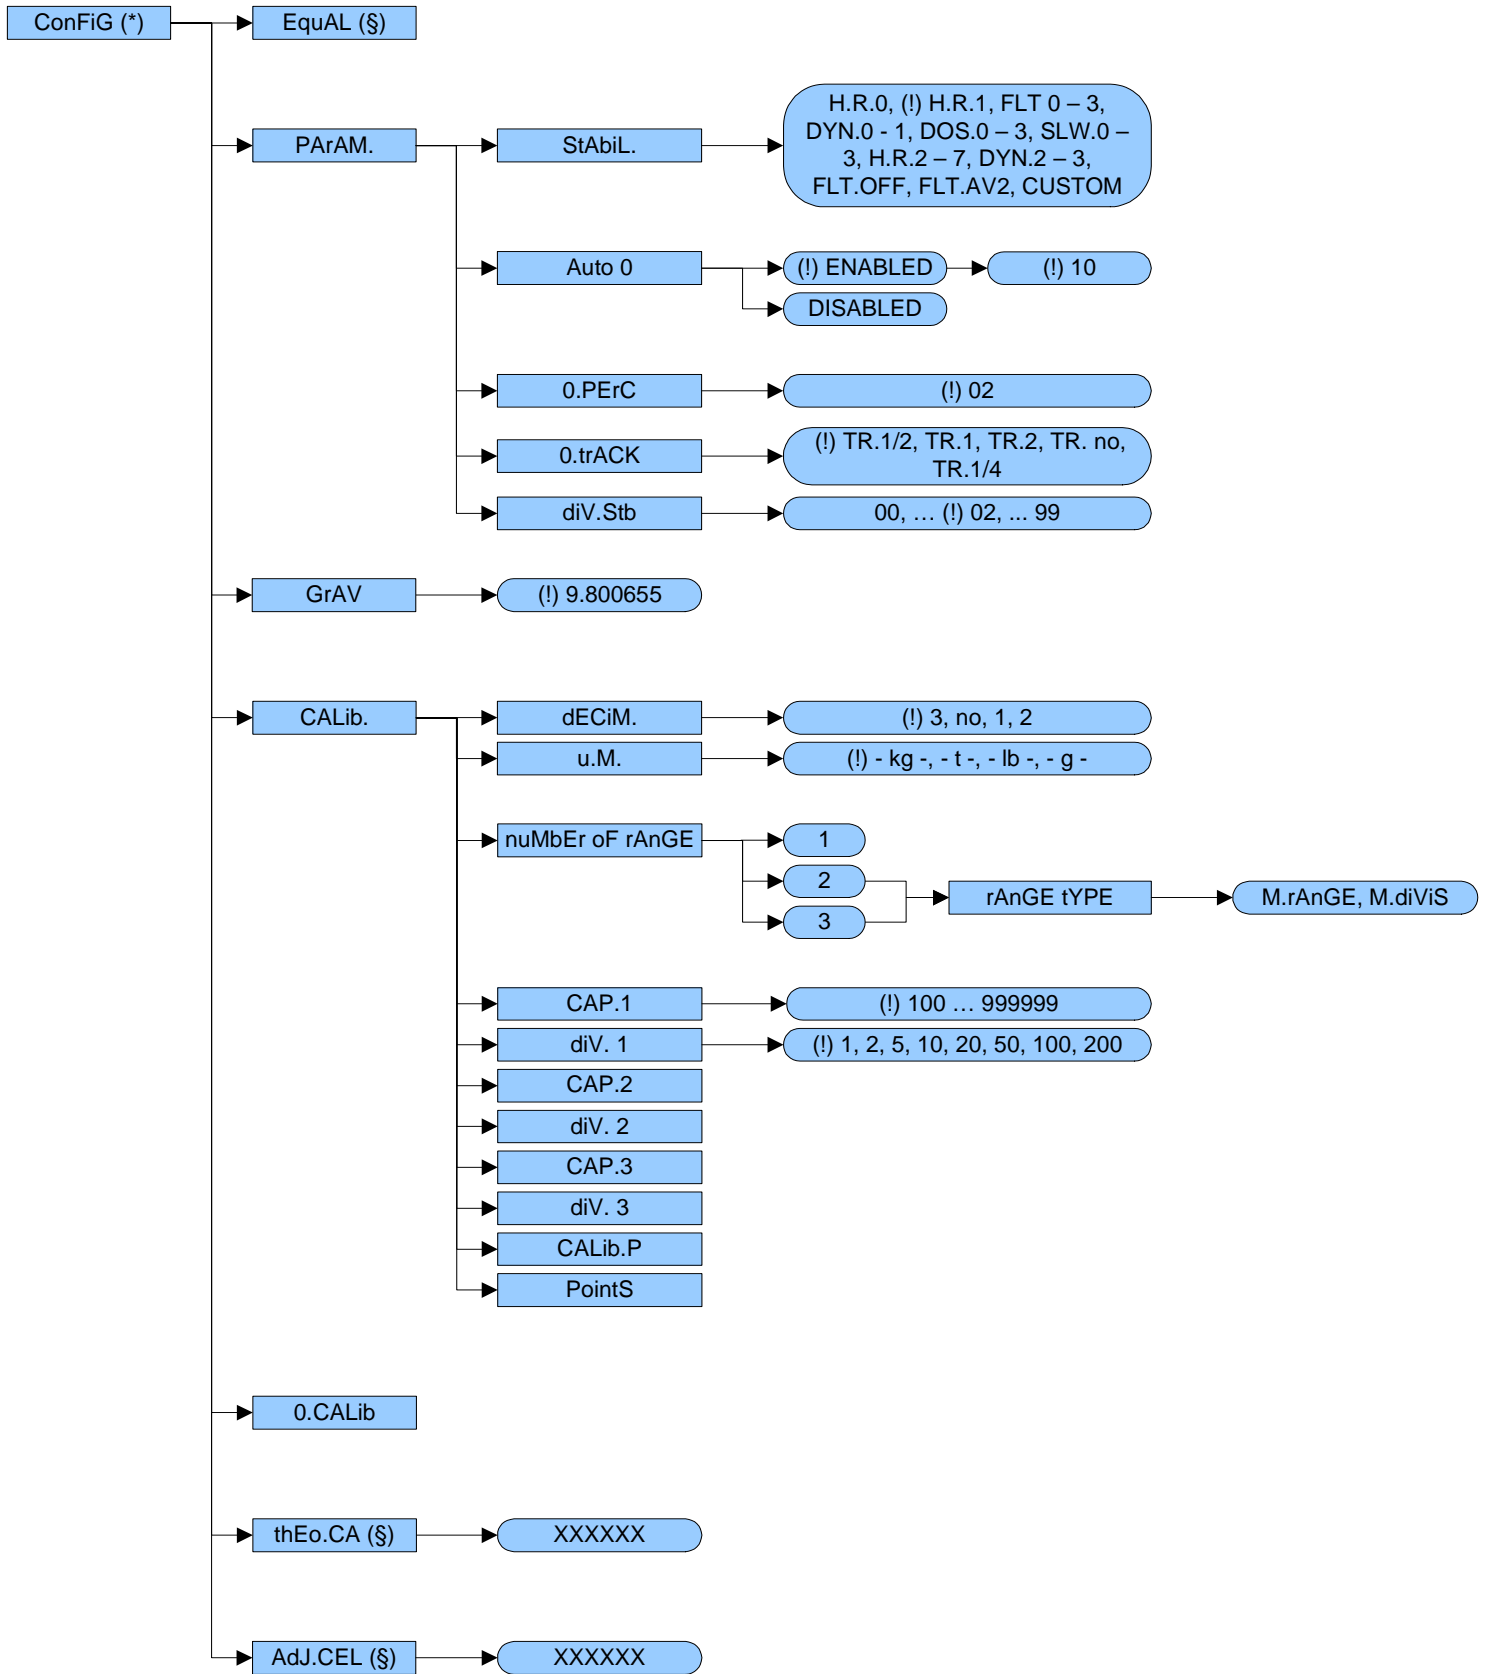 ConFiG (*)
EquAL (§)
PArAM.
StAbiL.
H.R.0, (!) H.R.1, FLT 0 – 3,
DYN.0 - 1, DOS.0 – 3, SLW.0 –
3, H.R.2 – 7, DYN.2 – 3,
FLT.OFF, FLT.AV2, CUSTOM
Auto 0
(!) ENABLED
(!) 10
DISABLED
0.PErC
(!) 02
0.trACK
(!) TR.1/2, TR.1, TR.2, TR. no,
TR.1/4
diV.Stb
00, … (!) 02, ... 99
GrAV
(!) 9.800655
CALib.
dECiM.
(!) 3, no, 1, 2
u.M.
(!) - kg -, - t -, - lb -, - g -
nuMbEr oF rAnGE
1
2
3
rAnGE tYPE
M.rAnGE, M.diViS
CAP.1
(!) 100 … 999999
diV. 1
(!) 1, 2, 5, 10, 20, 50, 100, 200
CAP.2
diV. 2
CAP.3
diV. 3
CALib.P
PointS
0.CALib
thEo.CA (§)
XXXXXX
AdJ.CEL (§)
XXXXXX